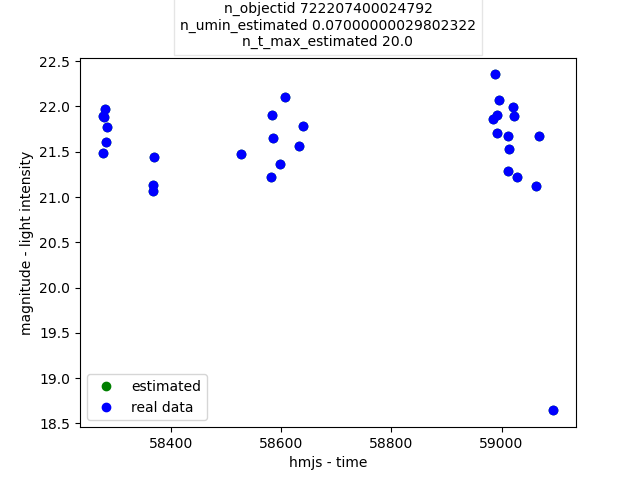 n_objectid 722207400024792
n_umin_estimated 0.07000000029802322
n_t_max_estimated 20.0
22.5
22.0
21.5
21.0
20.5
20.0
19.5
19.0
18.5
magnitude - light intensity
estimated
real data
58400
58600
58800
59000
hmjs - time